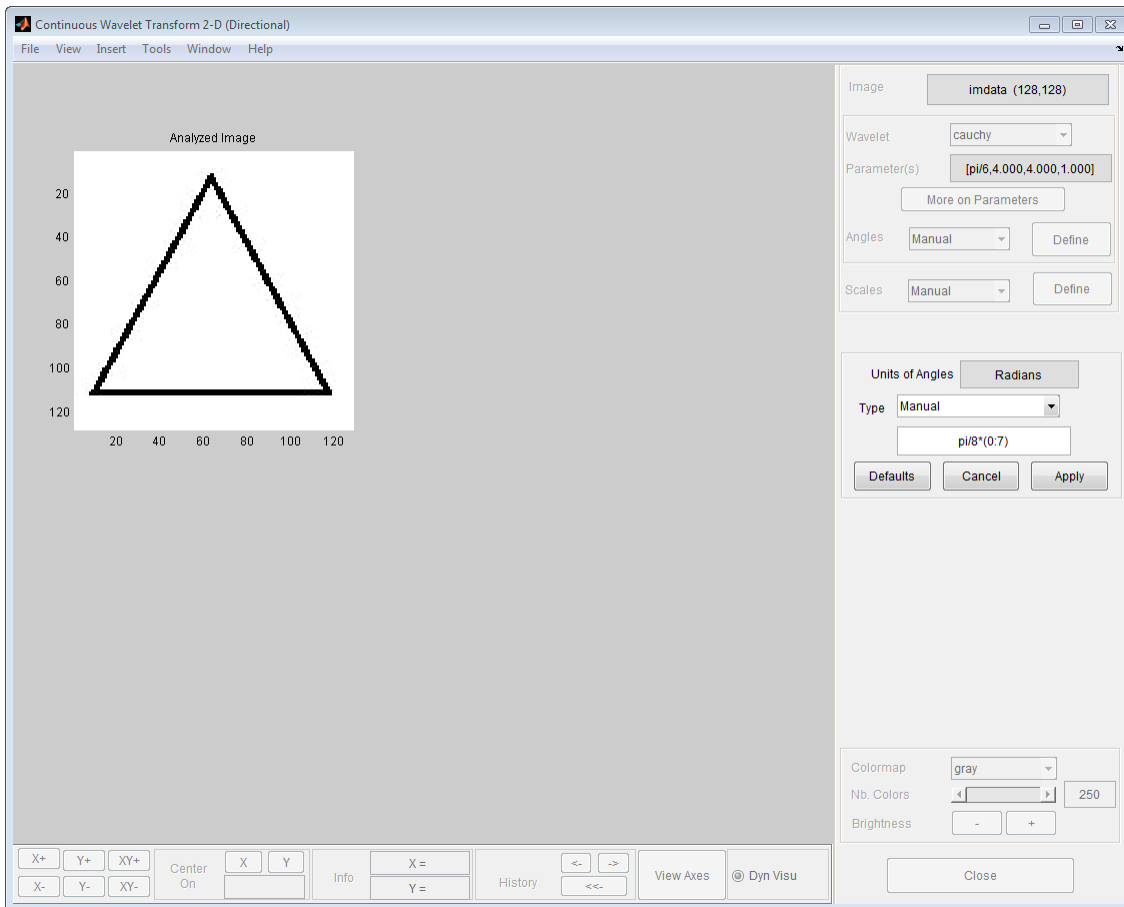 Continuous Wavelet Transform 2-D (Directional)
File View Insert Tools Window Help
Analyzed Image
20
40
60
80
100
120
20 40 60 80 100 120
Image imdata (128,128)
Wavelet cauchy
Parameter(s) [pi/6,4.000,4.000,1.000]
More on Parameters
Angles Manual Define
Scales Manual Define
Units of Angles Radians
Type Manual
pi/8*(0:7)
Defaults Cancel Apply
Colormap gray
Nb. Colors 250
Brightness - +
X+ Y+ XY+
X- Y- XY-
Center
On
X Y
Info
X =
Y =
History
<- ->
<<-
View Axes
Dyn Visu
Close